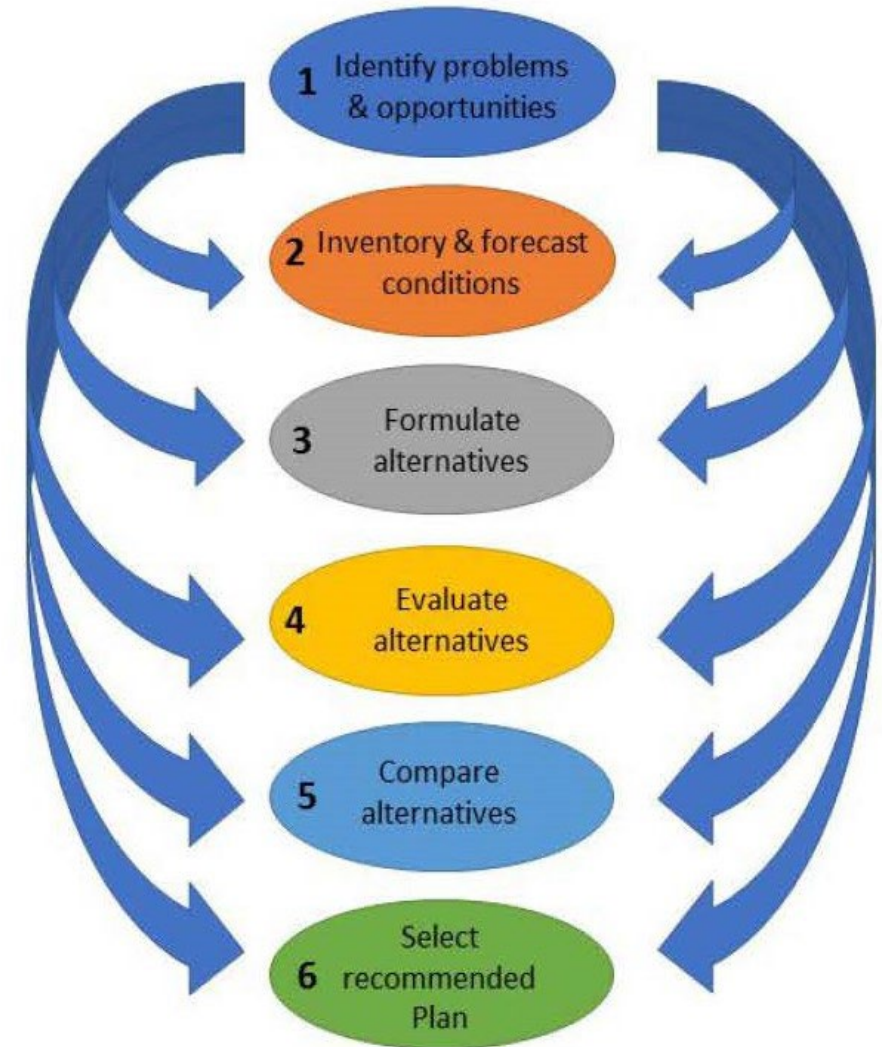 1 Identify problems
& opportunities
2 Inventory & forecast
conditions
3 Formulate
alternatives
4 Evaluate
alternatives
5 Compare
alternatives
Select
6 recommended
Plan